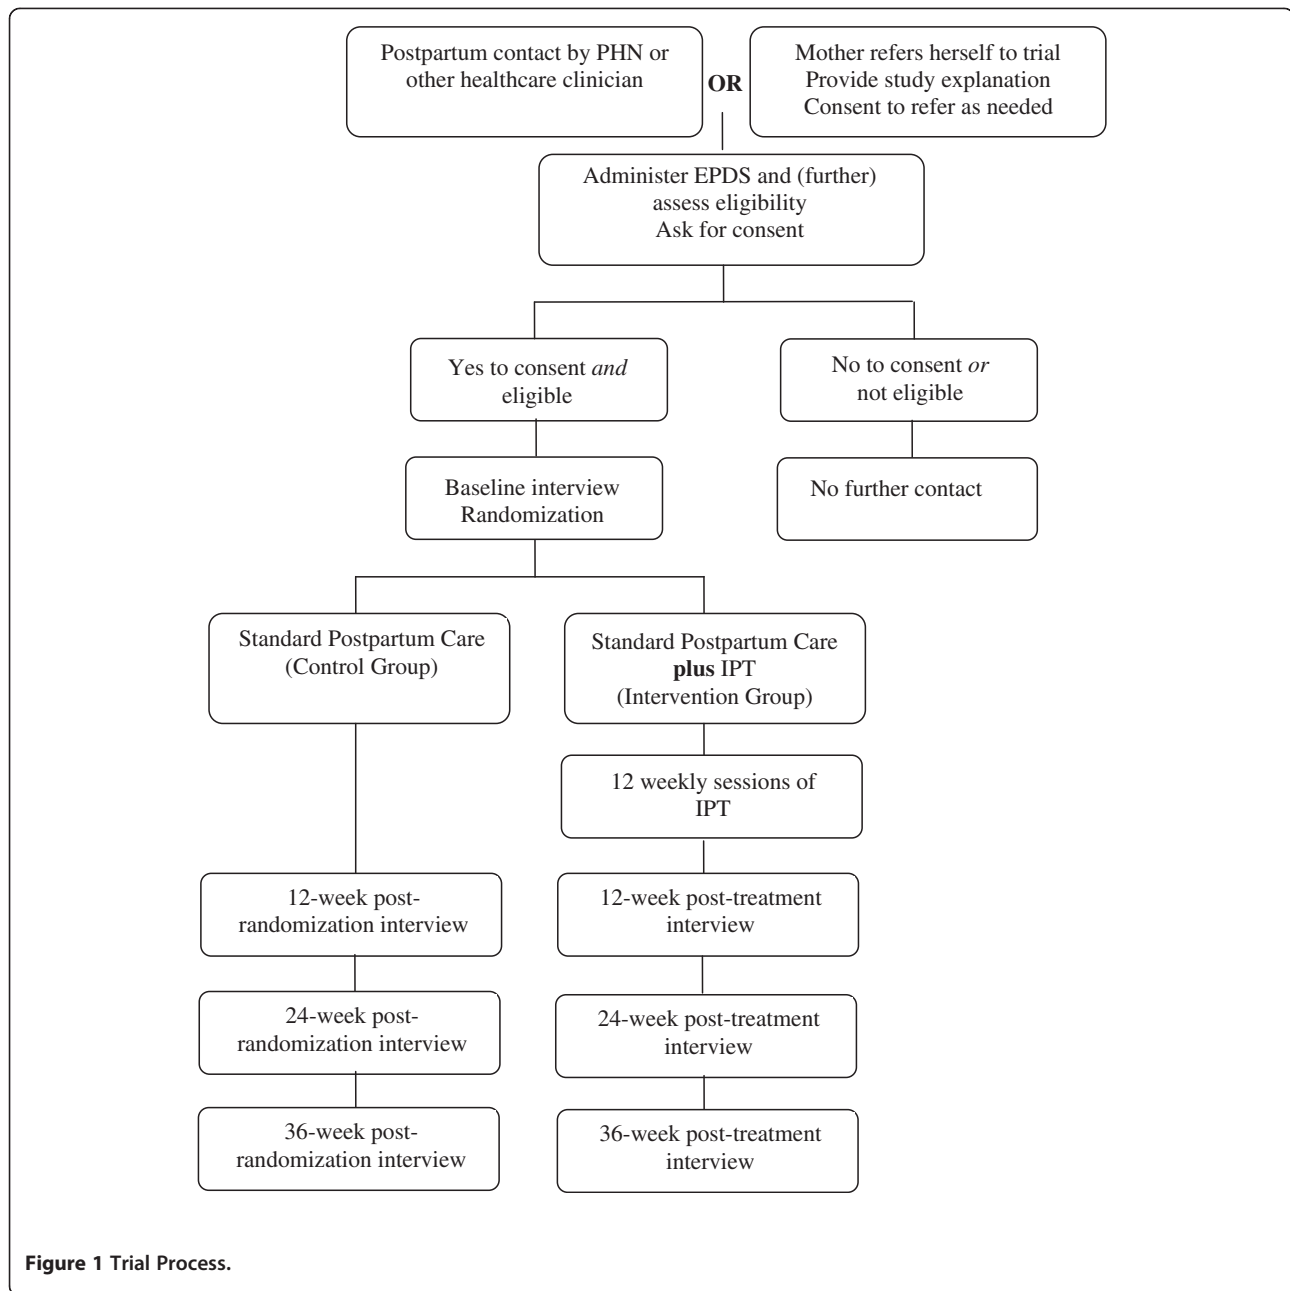 Postpartum contact by PHN or
other healthcare clinician
OR
Mother refers herself to trial
Provide study explanation
Consent to refer as needed
Administer EPDS and (further)
assess eligibility
Ask for consent
Yes to consent and
eligible
No to consent or
not eligible
Baseline interview
Randomization
No further contact
Standard Postpartum Care
(Control Group)
Standard Postpartum Care
plus IPT
(Intervention Group)
12 weekly sessions of
IPT
12-week post-
randomization interview
12-week post-treatment
interview
24-week post-
randomization interview
24-week post-treatment
interview
36-week post-
randomization interview
36-week post-treatment
interview
Figure 1 Trial Process.